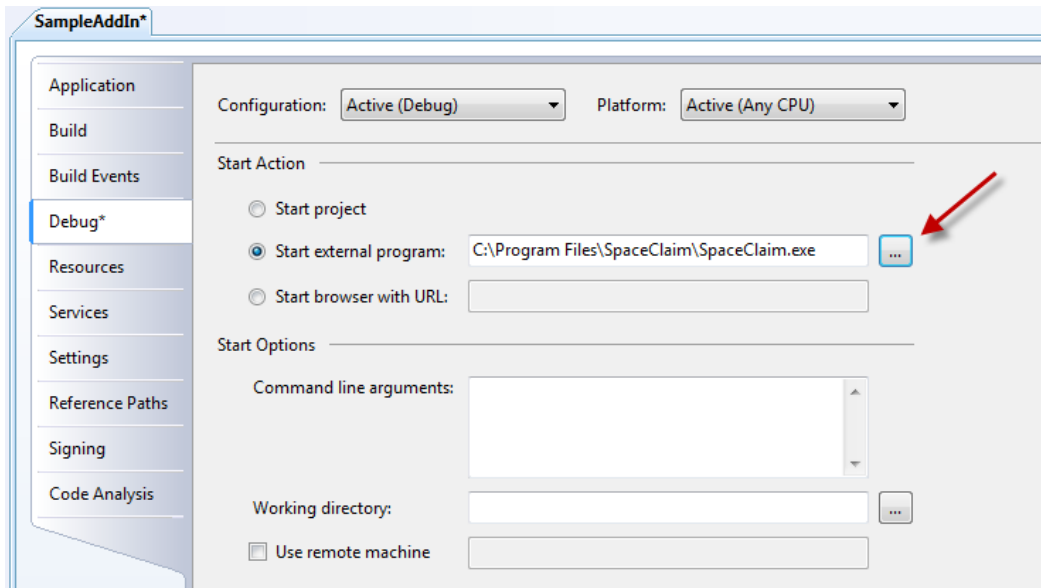 SampleAddIn*
Application
Build
Build Events
Debug*
Resources
Services
Settings
Reference Paths
Signing
Code Analysis
Configuration: Active (Debug) Platform: Active (Any CPU)
Start Action
Start project
Start external program: C:\Program Files\SpaceClaim\SpaceClaim.exe ...
Start browser with URL:
Start Options
Command line arguments:
Working directory: ...
Use remote machine